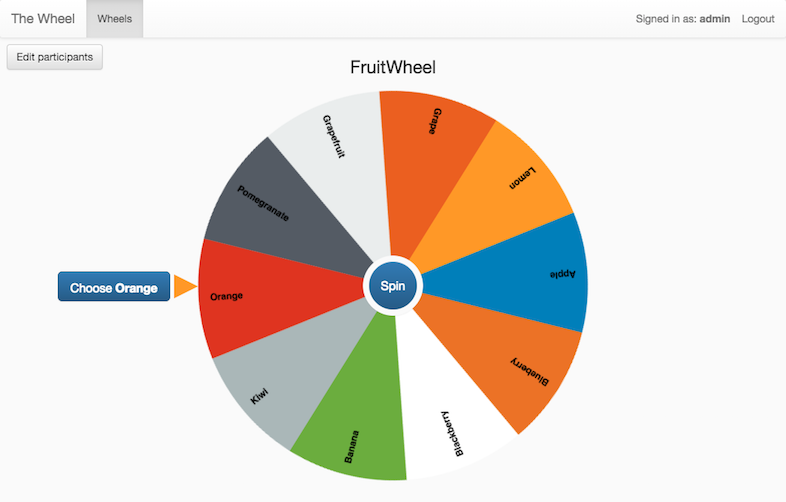 The Wheel
Wheels
Signed in as: admin
Logout
Edit participants
FruitWheel
Grapefruit
Grape
Lemon
Pomegranate
Apple
Choose Orange
Orange
Spin
Blueberry
Kiwi
Banana
Blackberry